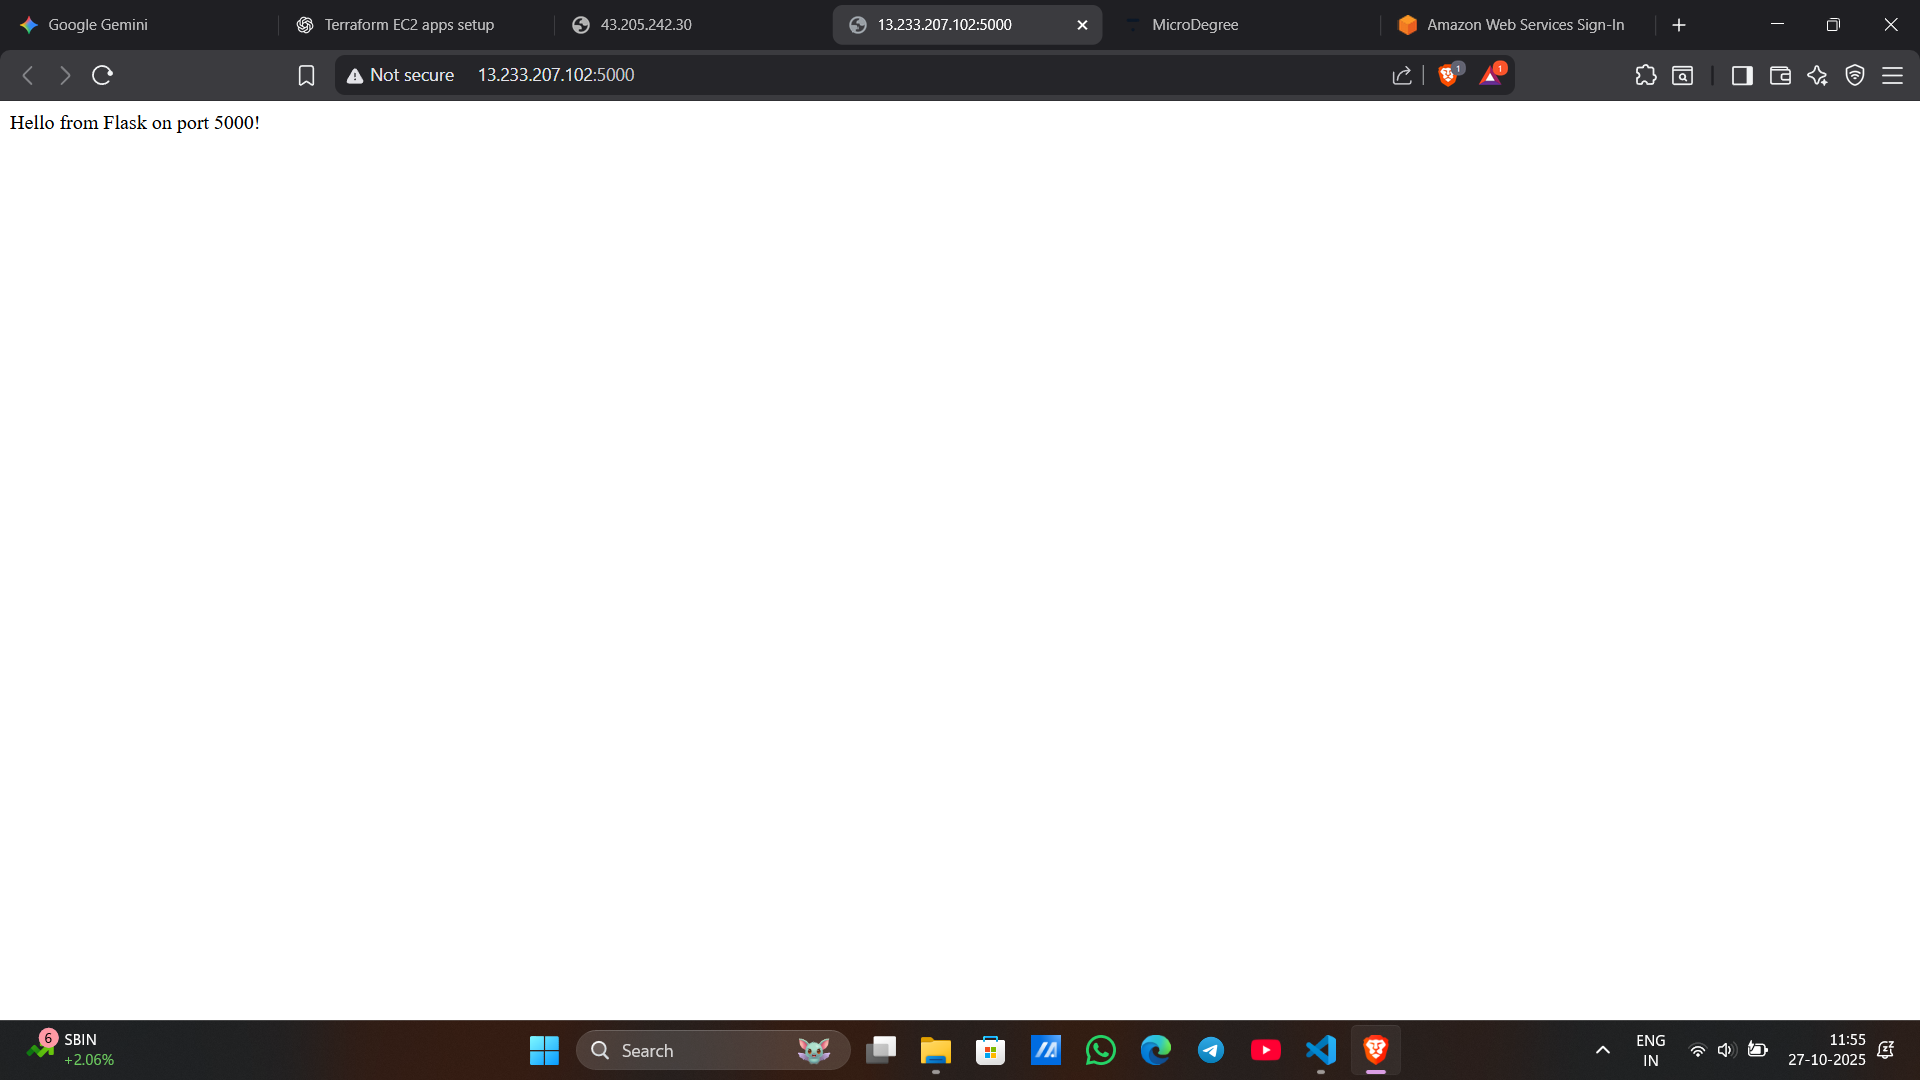 Google Gemini
Terraform EC2 apps setup
43.205.242.30
13.233.207.102:5000
MicroDegree
Amazon Web Services Sign-In
Not secure
13.233.207.102:5000
1
1
Hello from Flask on port 5000!
6
SBIN
+2.06%
Search
ENG
IN
11:55
27-10-2025